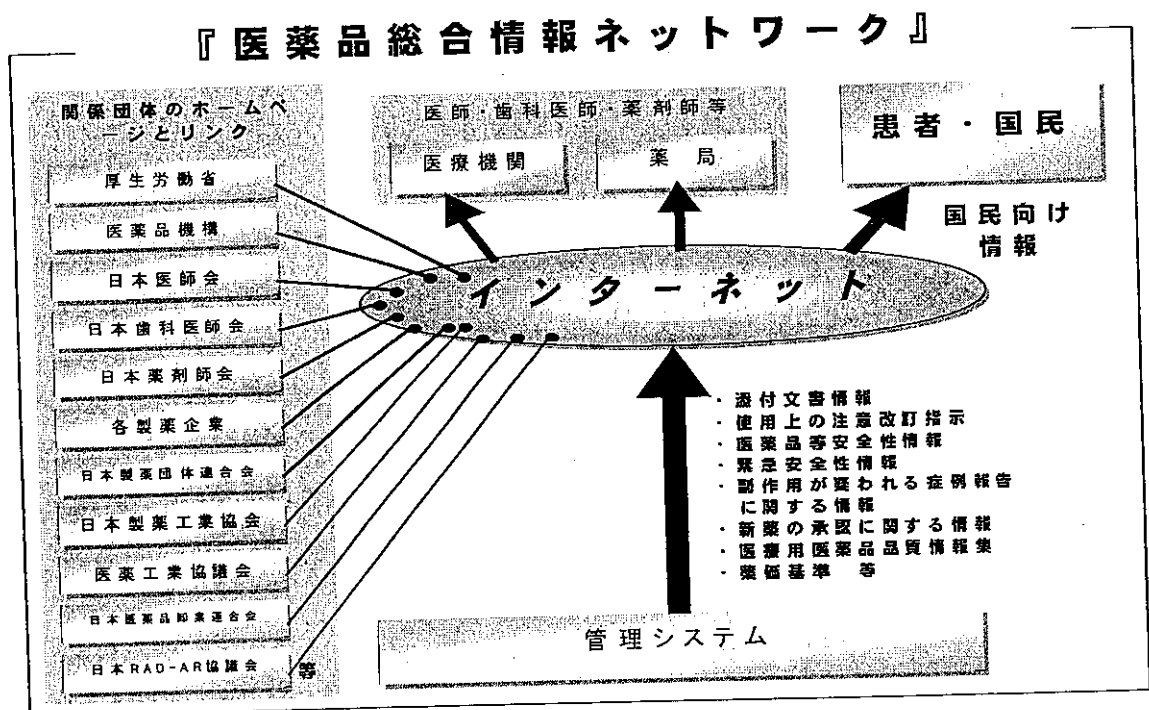 『医薬品総合情報ネットワーク』
関係団体のホームペ
ージとリンク
厚生労働省
医薬品機構
日本医師会
日本歯科医師会
日本薬剤師会
各製薬企業
日本製薬団体連合会
日本製薬工業協会
医薬工業協議会
日本医薬品卸業連合会
日本RAD-AR協議会 等
医師・歯科医師・薬剤師等
医療機関
薬局
患者・国民
国民向け
情報
インターネット
・添付文書情報
・使用上の注意改訂指示
・医薬品等安全性情報
・緊急安全性情報
・副作用が疑われる症例報告
に関する情報
・新薬の承認に関する情報
・医療用医薬品品質情報集
・薬価基準 等
管理システム